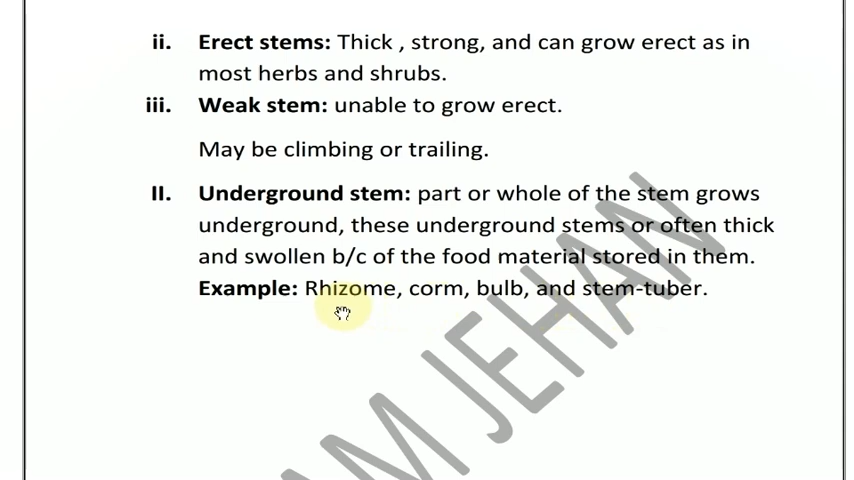 ii. Erect stems: Thick , strong, and can grow erect as in
most herbs and shrubs.
iii. Weak stem: unable to grow erect.
May be climbing or trailing.
II. Underground stem: part or whole of the stem grows
underground, these underground stems or often thick
and swollen b/c of the food material stored in them.
Example: Rhizome, corm, bulb, and stem-tuber.
AM JEHAN